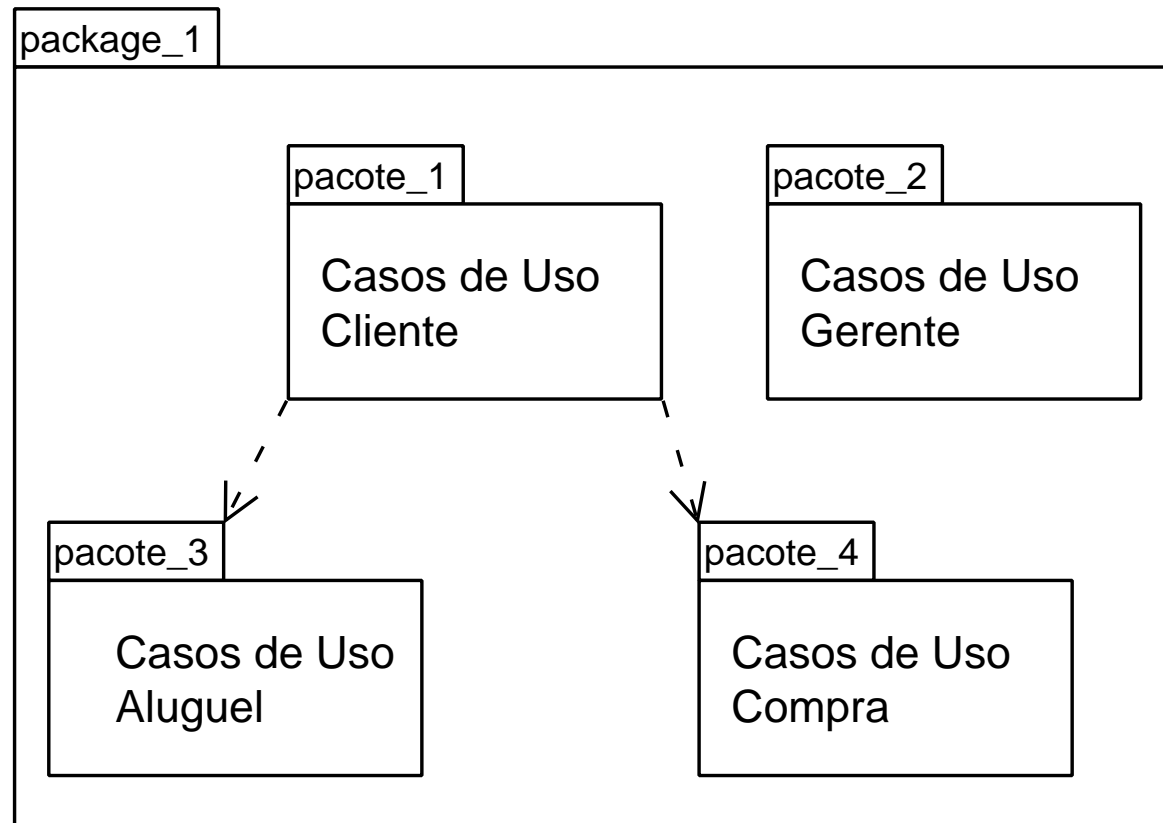 package_1
pacote_1
Casos de Uso
Cliente
pacote_2
Casos de Uso
Gerente
pacote_3
Casos de Uso
Aluguel
pacote_4
Casos de Uso
Compra